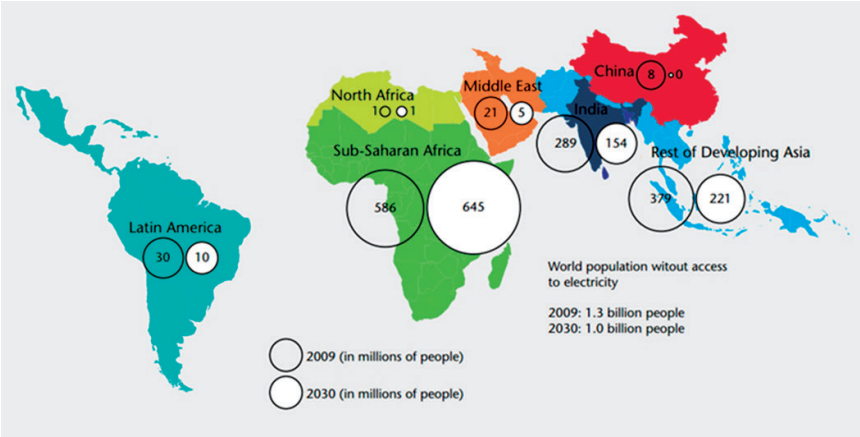 China
8
0
Middle East
21
5
North Africa
1
1
India
289
154
Sub-Saharan Africa
586
645
Rest of Developing Asia
379
221
Latin America
30
10
World population witout access
to electricity
2009: 1.3 billion people
2030: 1.0 billion people
2009 (in millions of people)
2030 (in millions of people)